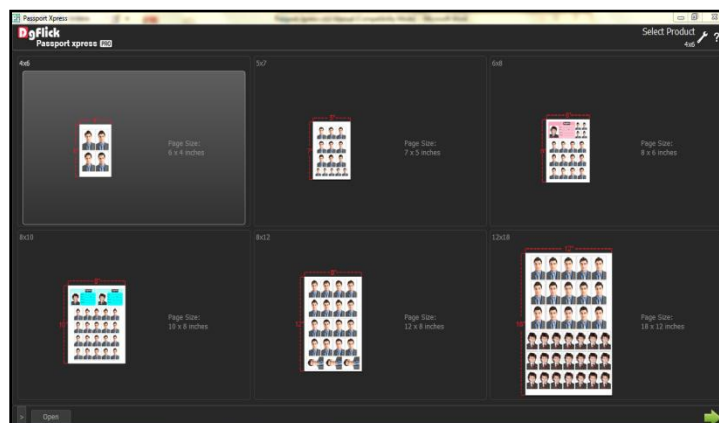 Passport Xpress
DgFlick
Passport xpress PRO
Select Product
4x6
?
4x6
Page Size:
6 x 4 inches
5x7
Page Size:
7 x 5 inches
6x8
Page Size:
8 x 6 inches
8x10
Page Size:
10 x 8 inches
8x12
Page Size:
12 x 8 inches
12x18
Page Size:
18 x 12 inches
> Open